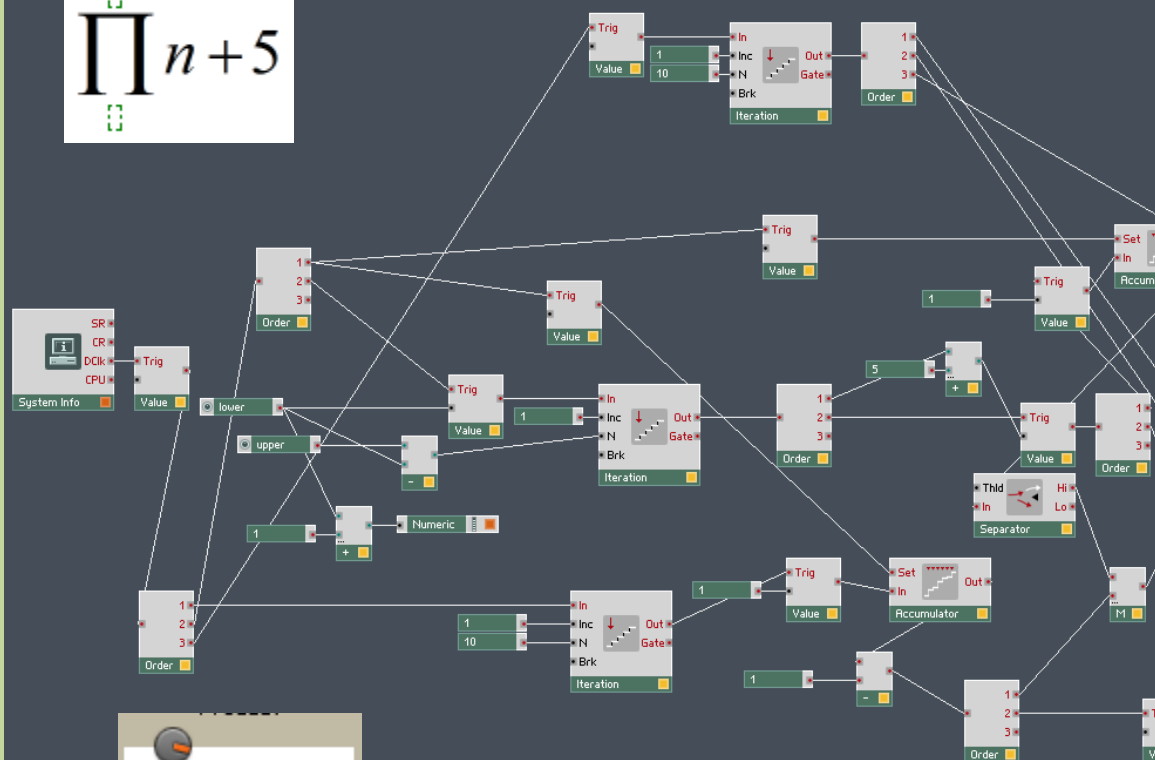 ∏ n + 5
Trig
Value
1
10
In
Inc
N
Brk
Out
Gate
Iteration
1
2
3
Order
Trig
Value
Set
In
Accum
1
Trig
Value
1
2
3
Order
Trig
Value
SR
CR
DClk
CPU
System Info
Trig
Value
lower
upper
Trig
Value
-
1
In
Inc
N
Brk
Out
Gate
Iteration
1
2
3
Order
5
...
+
Trig
Value
1
2
3
Order
Thld
In
Hi
Lo
Separator
1
...
+
Numeric
1
2
3
Order
1
10
In
Inc
N
Brk
Out
Gate
Iteration
1
Trig
Value
Set
In
Out
Accumulator
...
M
1
-
1
2
3
Order